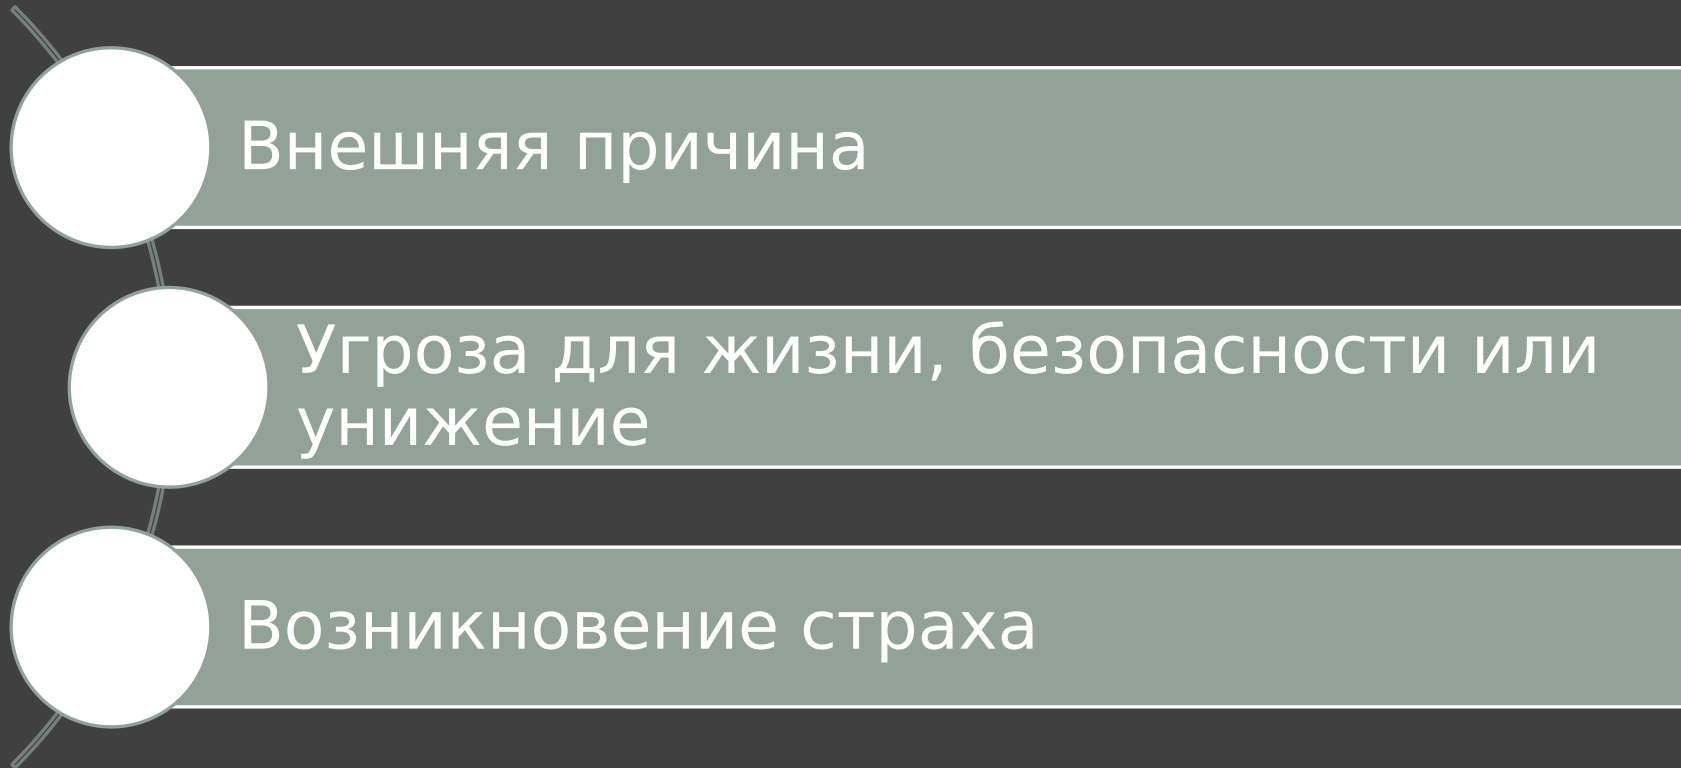 Внешняя причина
Угроза для жизни, безопасности или
унижение
Возникновение страха